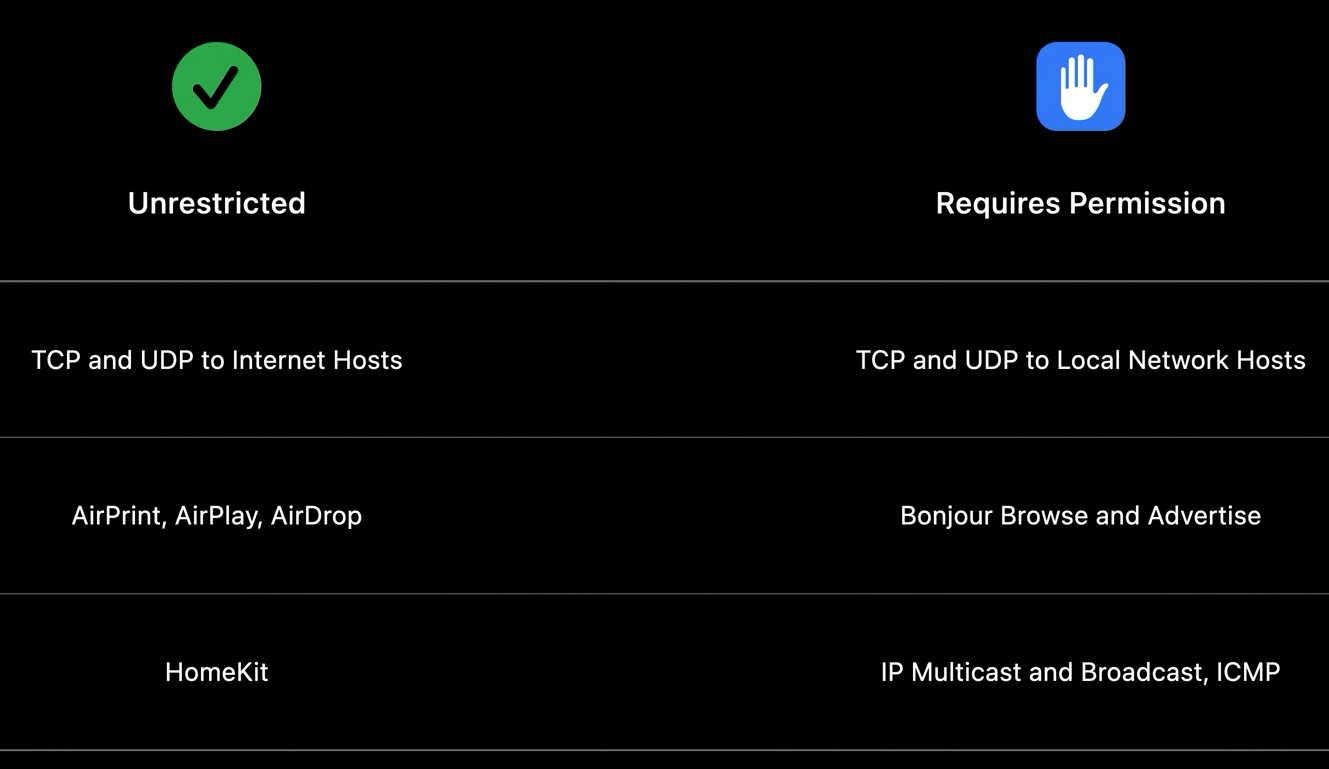 Unrestricted
Requires Permission
TCP and UDP to Internet Hosts
TCP and UDP to Local Network Hosts
AirPrint, AirPlay, AirDrop
Bonjour Browse and Advertise
HomeKit
IP Multicast and Broadcast, ICMP